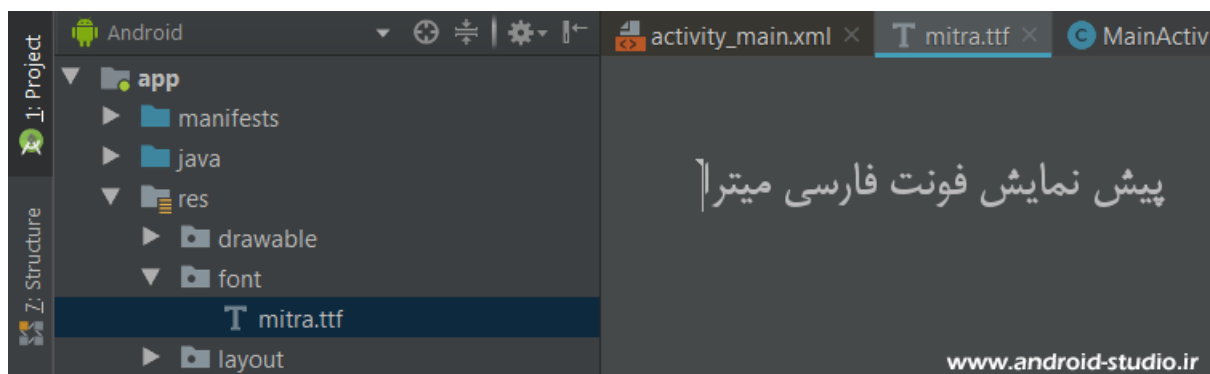 1: Project
Z: Structure
Android
app
manifests
java
res
drawable
font
mitra.ttf
layout
activity_main.xml
mitra.ttf
MainActiv
پیش نمایش فونت فارسی میترا
www.android-studio.ir